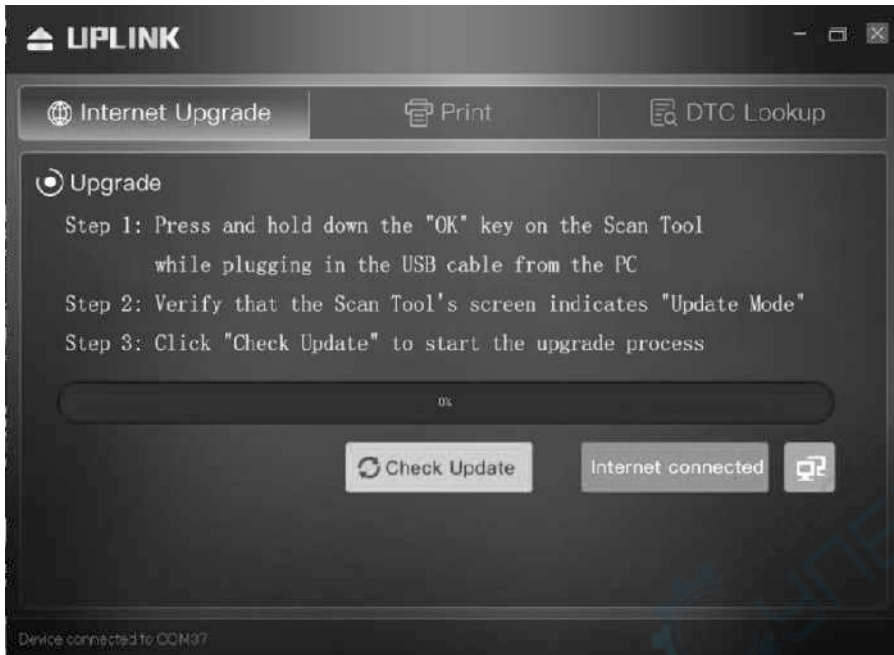 UPLINK
Internet Upgrade
Print
DTC Lookup
Upgrade
Step 1: Press and hold down the "OK" key on the Scan Tool
while plugging in the USB cable from the PC
Step 2: Verify that the Scan Tool's screen indicates "Update Mode"
Step 3: Click "Check Update" to start the upgrade process
0%
Check Update
Internet connected
Device connected to COM37